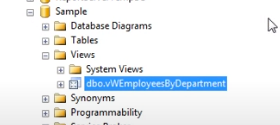 Sample
Database Diagrams
Tables
Views
System Views
dbo.vWEmployeesByDepartment
Synonyms
Programmability